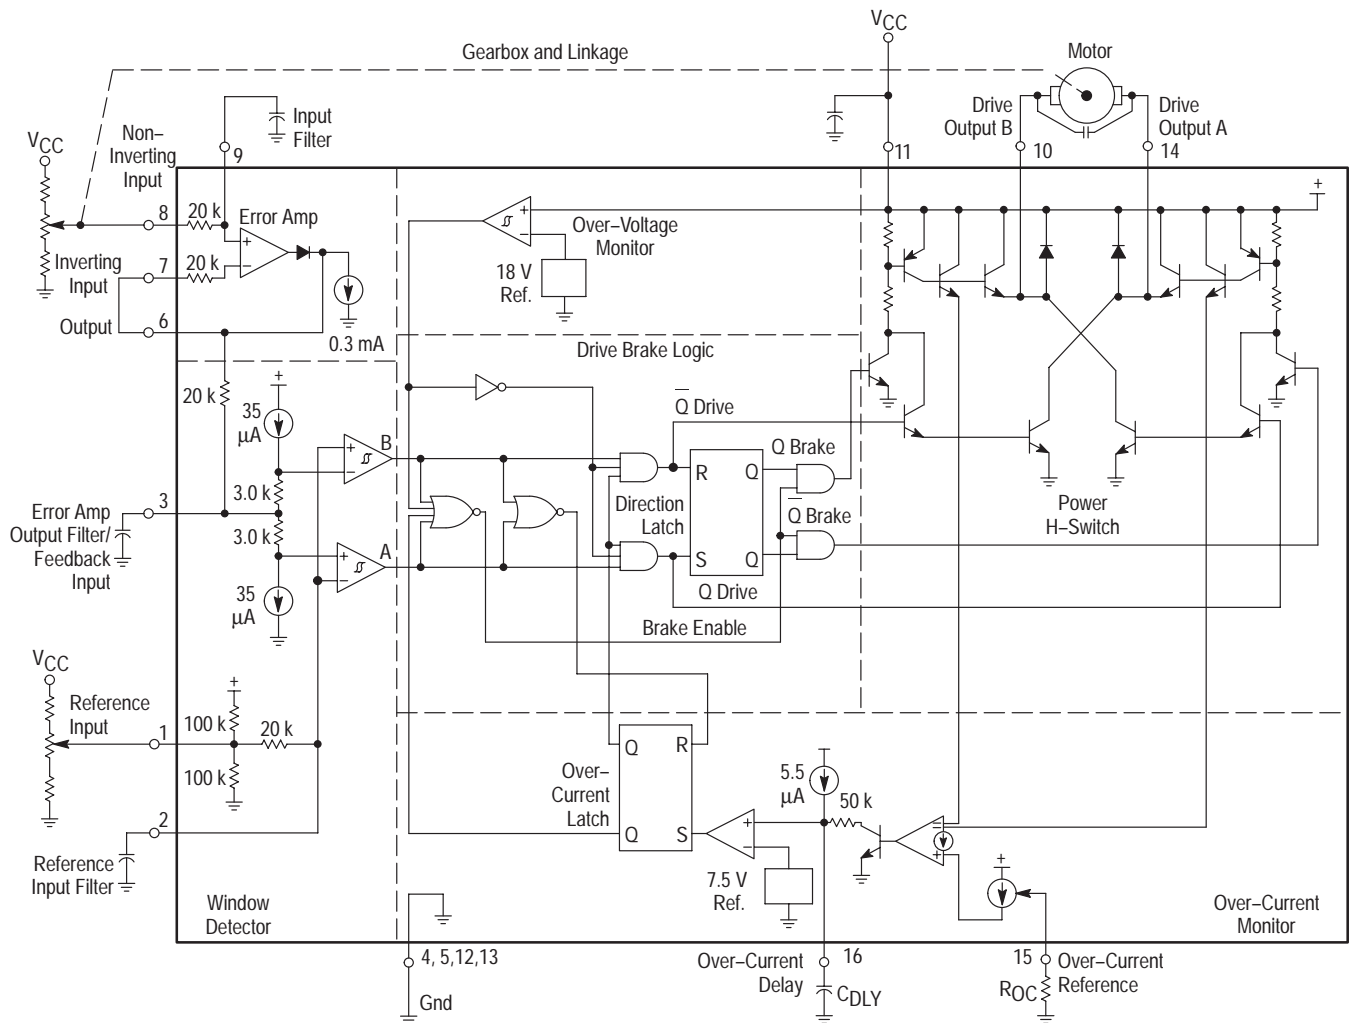 VCC
Gearbox and Linkage
Motor
Drive
Output B
Drive
Output A
Input
Filter
Non–
Inverting
Input
VCC
9
11
10
14
8
20 k
Error Amp
+
–
Inverting
Input
7
20 k
Output
6
0.3 mA
+
–
Over–Voltage
Monitor
18 V
Ref.
+
Drive Brake Logic
20 k
+
35
µA
Q Drive
B
+
–
Q Brake
R
Q
3.0 k
Direction
Latch
Q Brake
Power
H–Switch
3
Error Amp
Output Filter/
Feedback
Input
3.0 k
A
+
–
S
Q
Q Drive
35
µA
Brake Enable
VCC
Reference
Input
+
100 k
20 k
1
100 k
Q
R
Over–
Current
Latch
Q
S
5.5
µA
50 k
+
–
=
+
2
Reference
Input Filter
7.5 V
Ref.
+
Window
Detector
Over–Current
Monitor
4, 5,12,13
Gnd
Over–Current
Delay
16
CDLY
15
Over–Current
Reference
ROC